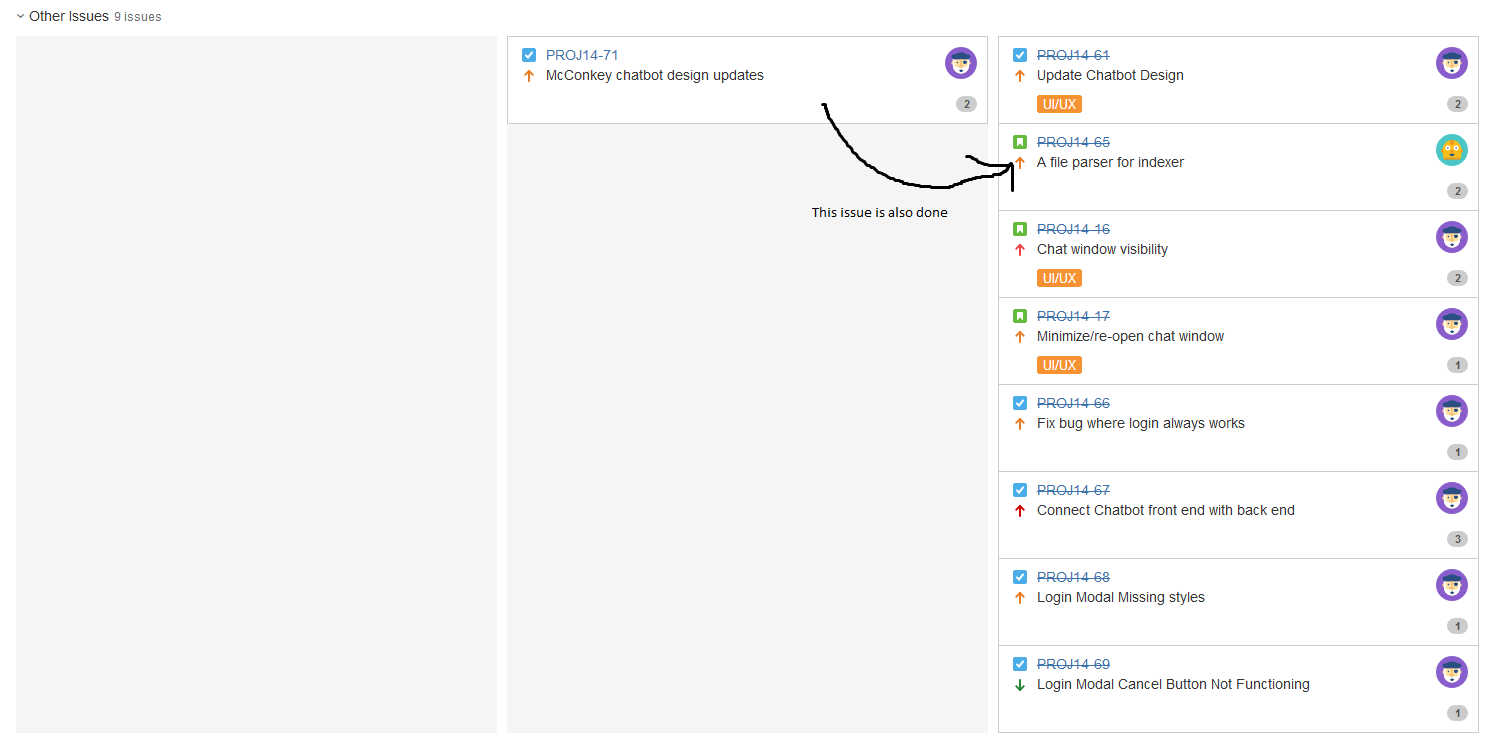 Other Issues 9 issues
PROJ14-71
McConkey chatbot design updates
2
This issue is also done
PROJ14-61
Update Chatbot Design
UI/UX
2
PROJ14-65
A file parser for indexer
2
PROJ14-16
Chat window visibility
UI/UX
2
PROJ14-17
Minimize/re-open chat window
UI/UX
1
PROJ14-66
Fix bug where login always works
1
PROJ14-67
Connect Chatbot front end with back end
3
PROJ14-68
Login Modal Missing styles
1
PROJ14-69
Login Modal Cancel Button Not Functioning
1